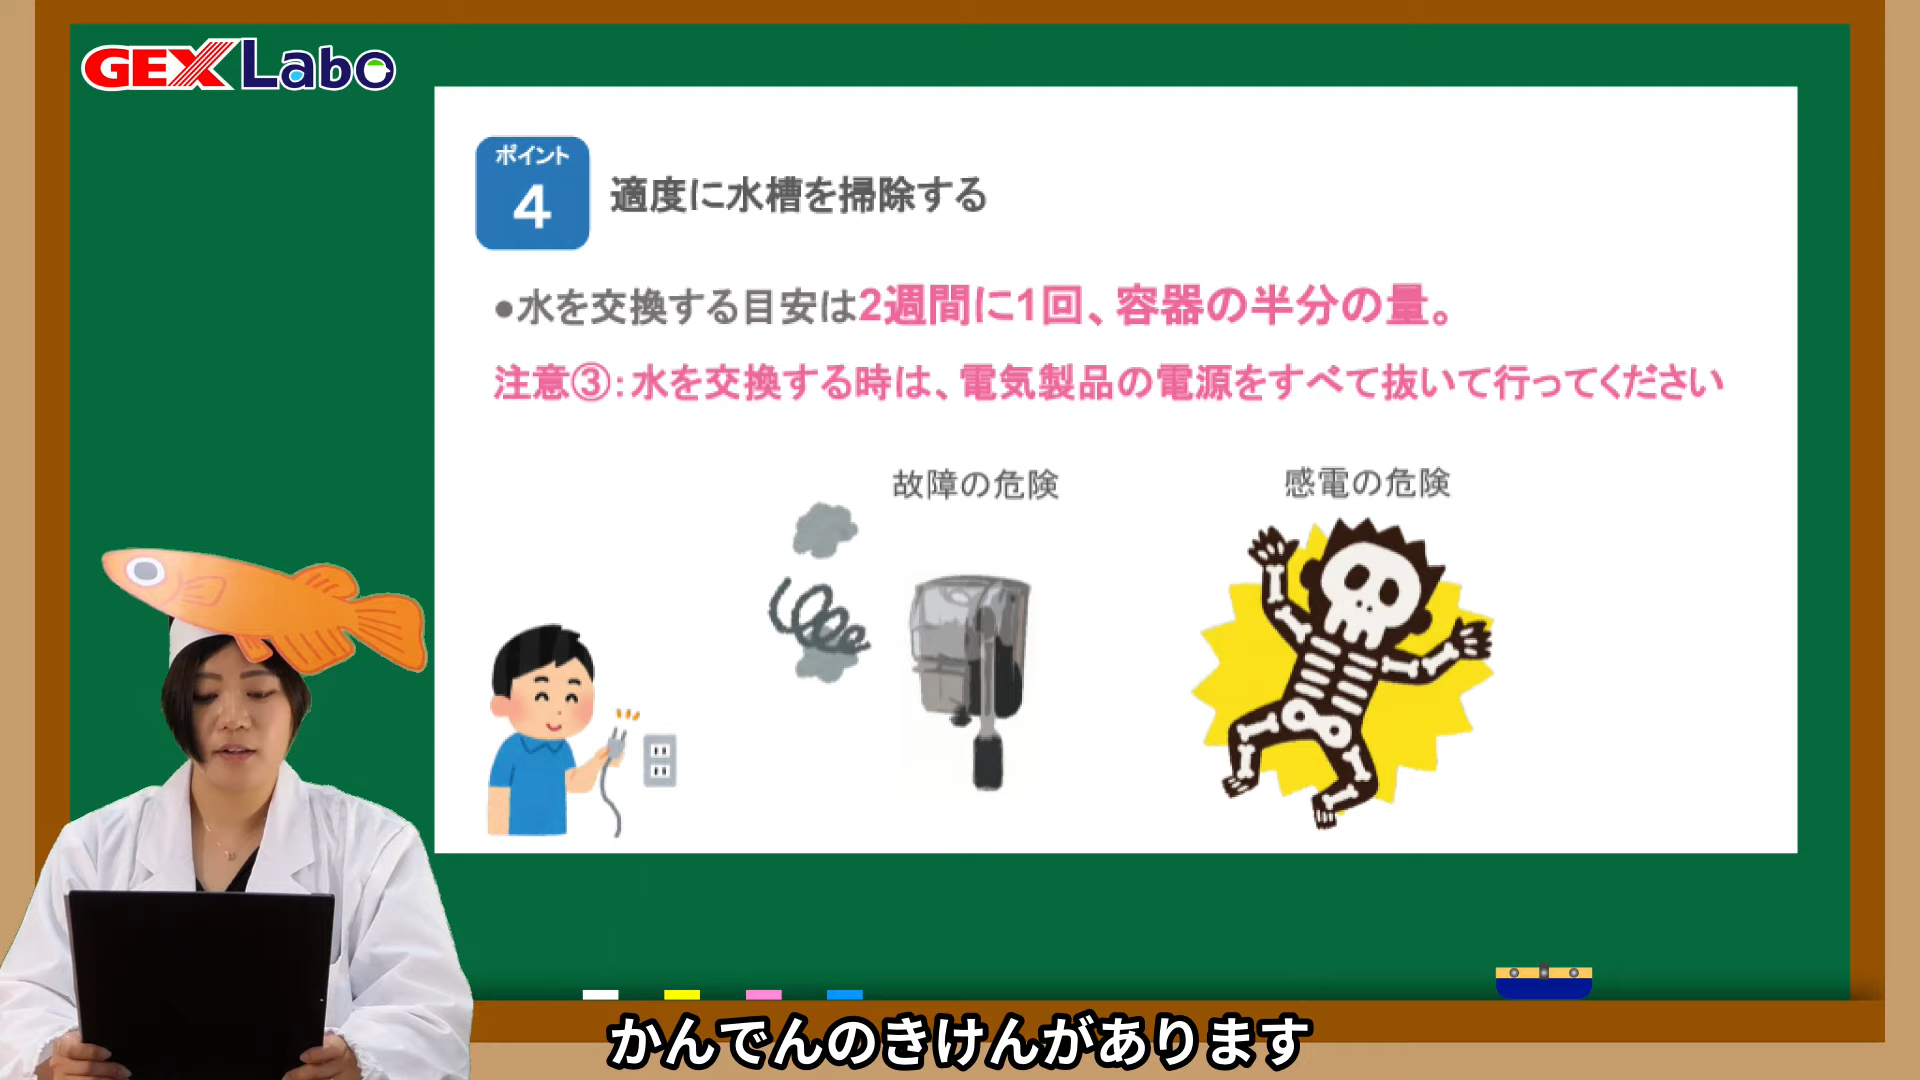 GEX Labo
ポイント
4
適度に水槽を掃除する
●水を交換する目安は2週間に1回、容器の半分の量。
注意③：水を交換する時は、電気製品の電源をすべて抜いて行ってください
故障の危険
感電の危険
かんでんのきけんがあります